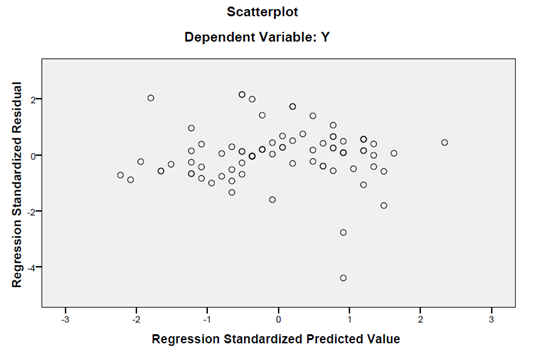 Scatterplot
Dependent Variable: Y
Regression Standardized Residual
2
0
-2
-4
-3 -2 -1 0 1 2 3
Regression Standardized Predicted Value